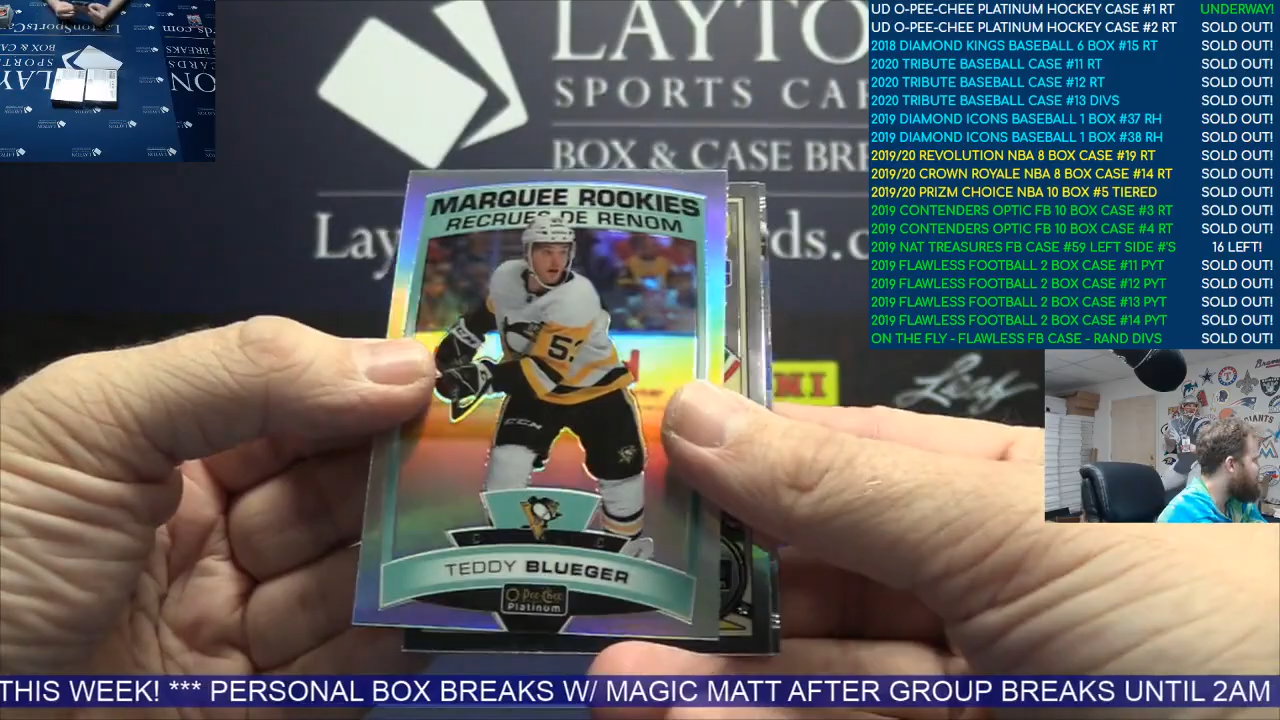 LAYTON
SPORTS CAR
BOX & CASE BRE
Lay
rds.c
MARQUEE ROOKIES
RECRUES DE RENOM
CCM
TEDDY BLUEGER
O-Pee-Chee
Platinum
Leaf
UD O-PEE-CHEE PLATINUM HOCKEY CASE #1 RT UNDERWAY!
UD O-PEE-CHEE PLATINUM HOCKEY CASE #2 RT SOLD OUT!
2018 DIAMOND KINGS BASEBALL 6 BOX #15 RT SOLD OUT!
2020 TRIBUTE BASEBALL CASE #11 RT SOLD OUT!
2020 TRIBUTE BASEBALL CASE #12 RT SOLD OUT!
2020 TRIBUTE BASEBALL CASE #13 DIVS SOLD OUT!
2019 DIAMOND ICONS BASEBALL 1 BOX #37 RH SOLD OUT!
2019 DIAMOND ICONS BASEBALL 1 BOX #38 RH SOLD OUT!
2019/20 REVOLUTION NBA 8 BOX CASE #19 RT SOLD OUT!
2019/20 CROWN ROYALE NBA 8 BOX CASE #14 RT SOLD OUT!
2019/20 PRIZM CHOICE NBA 10 BOX #5 TIERED SOLD OUT!
2019 CONTENDERS OPTIC FB 10 BOX CASE #3 RT SOLD OUT!
2019 CONTENDERS OPTIC FB 10 BOX CASE #4 RT SOLD OUT!
2019 NAT TREASURES FB CASE #59 LEFT SIDE #'S 16 LEFT!
2019 FLAWLESS FOOTBALL 2 BOX CASE #11 PYT SOLD OUT!
2019 FLAWLESS FOOTBALL 2 BOX CASE #12 PYT SOLD OUT!
2019 FLAWLESS FOOTBALL 2 BOX CASE #13 PYT SOLD OUT!
2019 FLAWLESS FOOTBALL 2 BOX CASE #14 PYT SOLD OUT!
ON THE FLY - FLAWLESS FB CASE - RAND DIVS SOLD OUT!
THIS WEEK! *** PERSONAL BOX BREAKS W/ MAGIC MATT AFTER GROUP BREAKS UNTIL 2AM